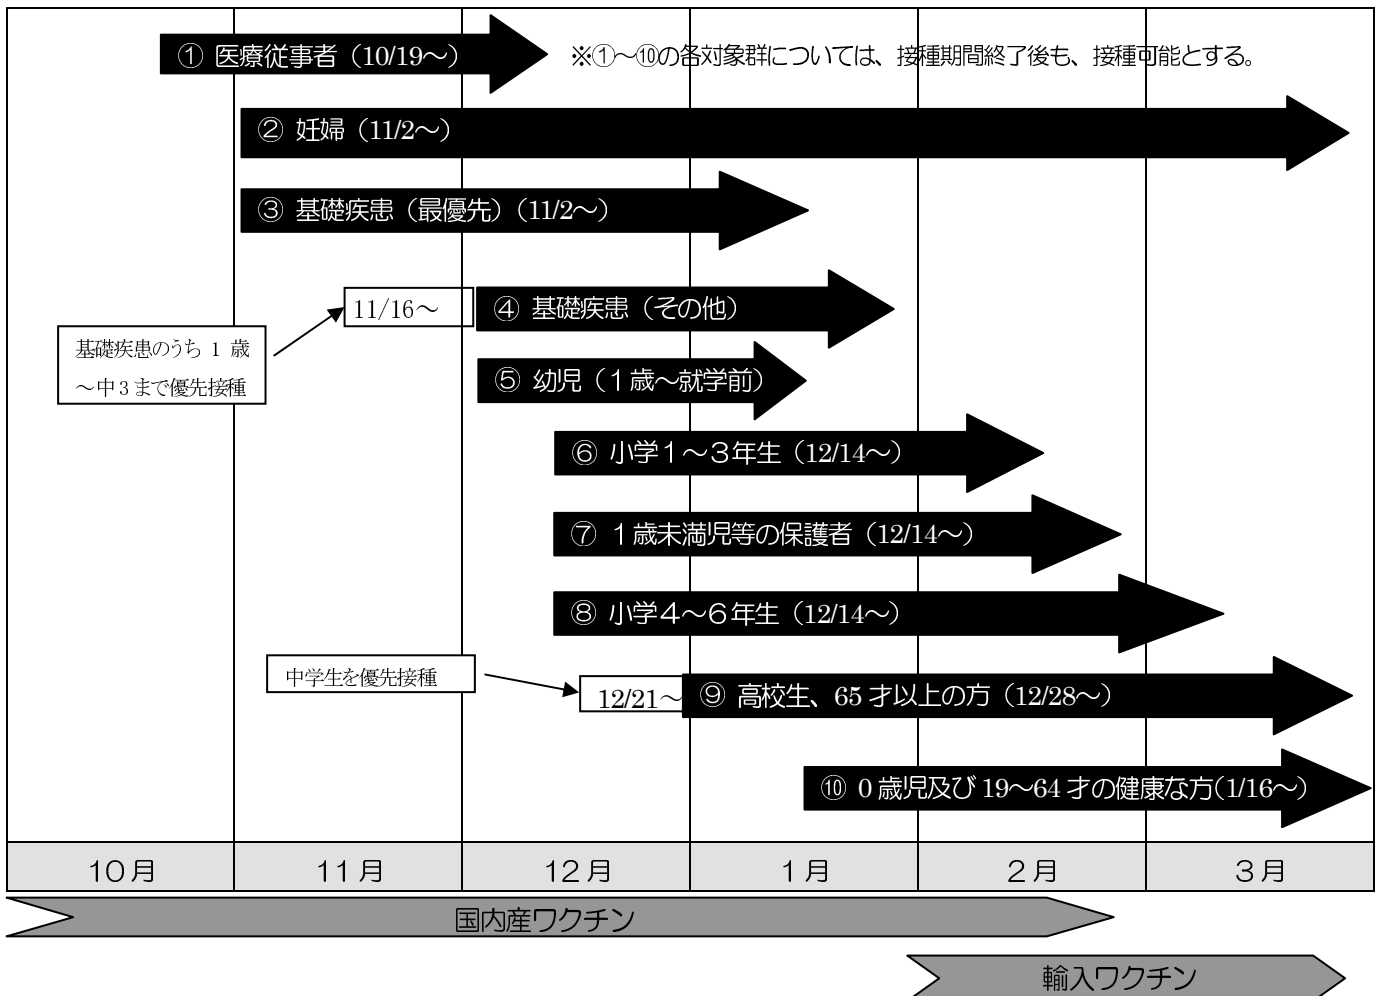 ① 医療従事者（10/19～）
※①～⑩の各対象群については、接種期間終了後も、接種可能とする。
② 妊婦（11/2～）
③ 基礎疾患（最優先）（11/2～）
11/16～
④ 基礎疾患（その他）
基礎疾患のうち 1 歳
～中3まで優先接種
⑤ 幼児（１歳～就学前）
⑥ 小学１～３年生（12/14～）
⑦ １歳未満児等の保護者（12/14～）
⑧ 小学４～６年生（12/14～）
中学生を優先接種
12/21～
⑨ 高校生、65 才以上の方（12/28～）
⑩ 0 歳児及び 19～64 才の健康な方（1/16～）
10月
11月
12月
1月
2月
3月
国内産ワクチン
輸入ワクチン